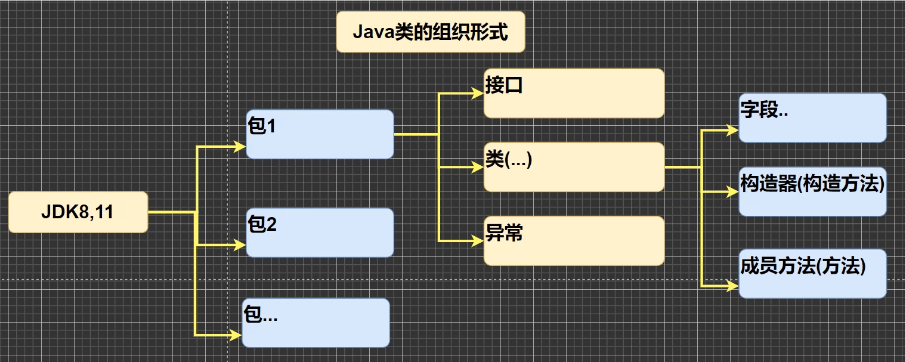 Java类的组织形式
JDK8,11
包1
包2
包...
接口
类(...)
异常
字段..
构造器(构造方法)
成员方法(方法)